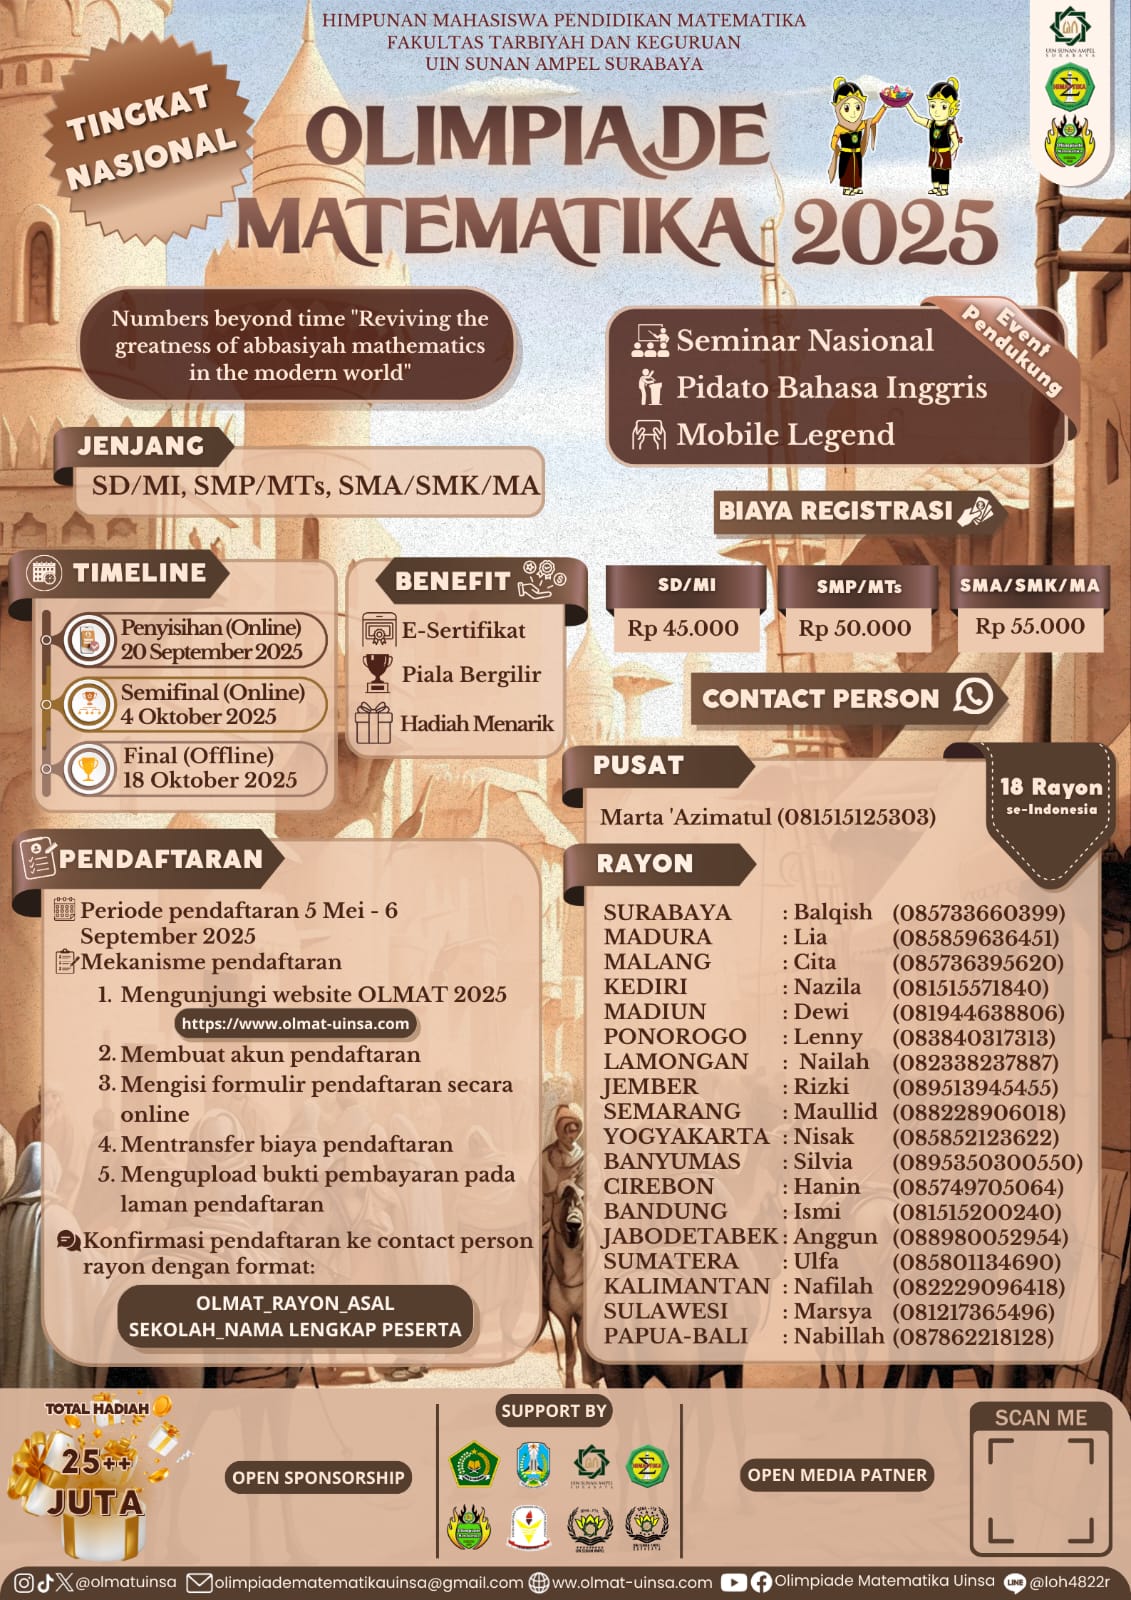 HIMPUNAN MAHASISWA PENDIDIKAN MATEMATIKA
FAKULTAS TARBIYAH DAN KEGURUAN
UIN SUNAN AMPEL SURABAYA
TINGKAT
NASIONAL
OLIMPIADE
MATEMATIKA 2025
UIN SUNAN AMPEL
SURABAYA
Numbers beyond time "Reviving the
greatness of abbasiyah mathematics
in the modern world"
Event
Pendukung
Seminar Nasional
Pidato Bahasa Inggris
Mobile Legend
JENJANG
SD/MI, SMP/MTs, SMA/SMK/MA
BIAYA REGISTRASI
SD/MI
Rp 45.000
SMP/MTs
Rp 50.000
SMA/SMK/MA
Rp 55.000
TIMELINE
Penyisihan (Online)
20 September 2025
Semifinal (Online)
4 Oktober 2025
Final (Offline)
18 Oktober 2025
BENEFIT
E-Sertifikat
Piala Bergilir
Hadiah Menarik
CONTACT PERSON
PUSAT
Marta 'Azimatul (081515125303)
18 Rayon
se-Indonesia
RAYON
SURABAYA : Balqish (085733660399)
MADURA : Lia (085859636451)
MALANG : Cita (085736395620)
KEDIRI : Nazila (081515571840)
MADIUN : Dewi (081944638806)
PONOROGO : Lenny (083840317313)
LAMONGAN : Nailah (082338237887)
JEMBER : Rizki (089513945455)
SEMARANG : Maullid (088228906018)
YOGYAKARTA : Nisak (085852123622)
BANYUMAS : Silvia (0895350300550)
CIREBON : Hanin (085749705064)
BANDUNG : Ismi (081515200240)
JABODETABEK : Anggun (088980052954)
SUMATERA : Ulfa (085801134690)
KALIMANTAN : Nafilah (082229096418)
SULAWESI : Marsya (081217365496)
PAPUA-BALI : Nabillah (087862218128)
PENDAFTARAN
Periode pendaftaran 5 Mei - 6
September 2025
Mekanisme pendaftaran
1. Mengunjungi website OLMAT 2025
https://www.olmat-uinsa.com
2. Membuat akun pendaftaran
3. Mengisi formulir pendaftaran secara
online
4. Mentransfer biaya pendaftaran
5. Mengupload bukti pembayaran pada
laman pendaftaran
Konfirmasi pendaftaran ke contact person
rayon dengan format:
OLMAT_RAYON_ASAL
SEKOLAH_NAMA LENGKAP PESERTA
TOTAL HADIAH
25++
JUTA
OPEN SPONSORSHIP
SUPPORT BY
UIN SUNAN AMPEL
SURABAYA
OPEN MEDIA PATNER
SCAN ME
@olmatuinsa olimpiadematematikauinsa@gmail.com ww.olmat-uinsa.com Olimpiade Matematika Uinsa LINE @loh4822r